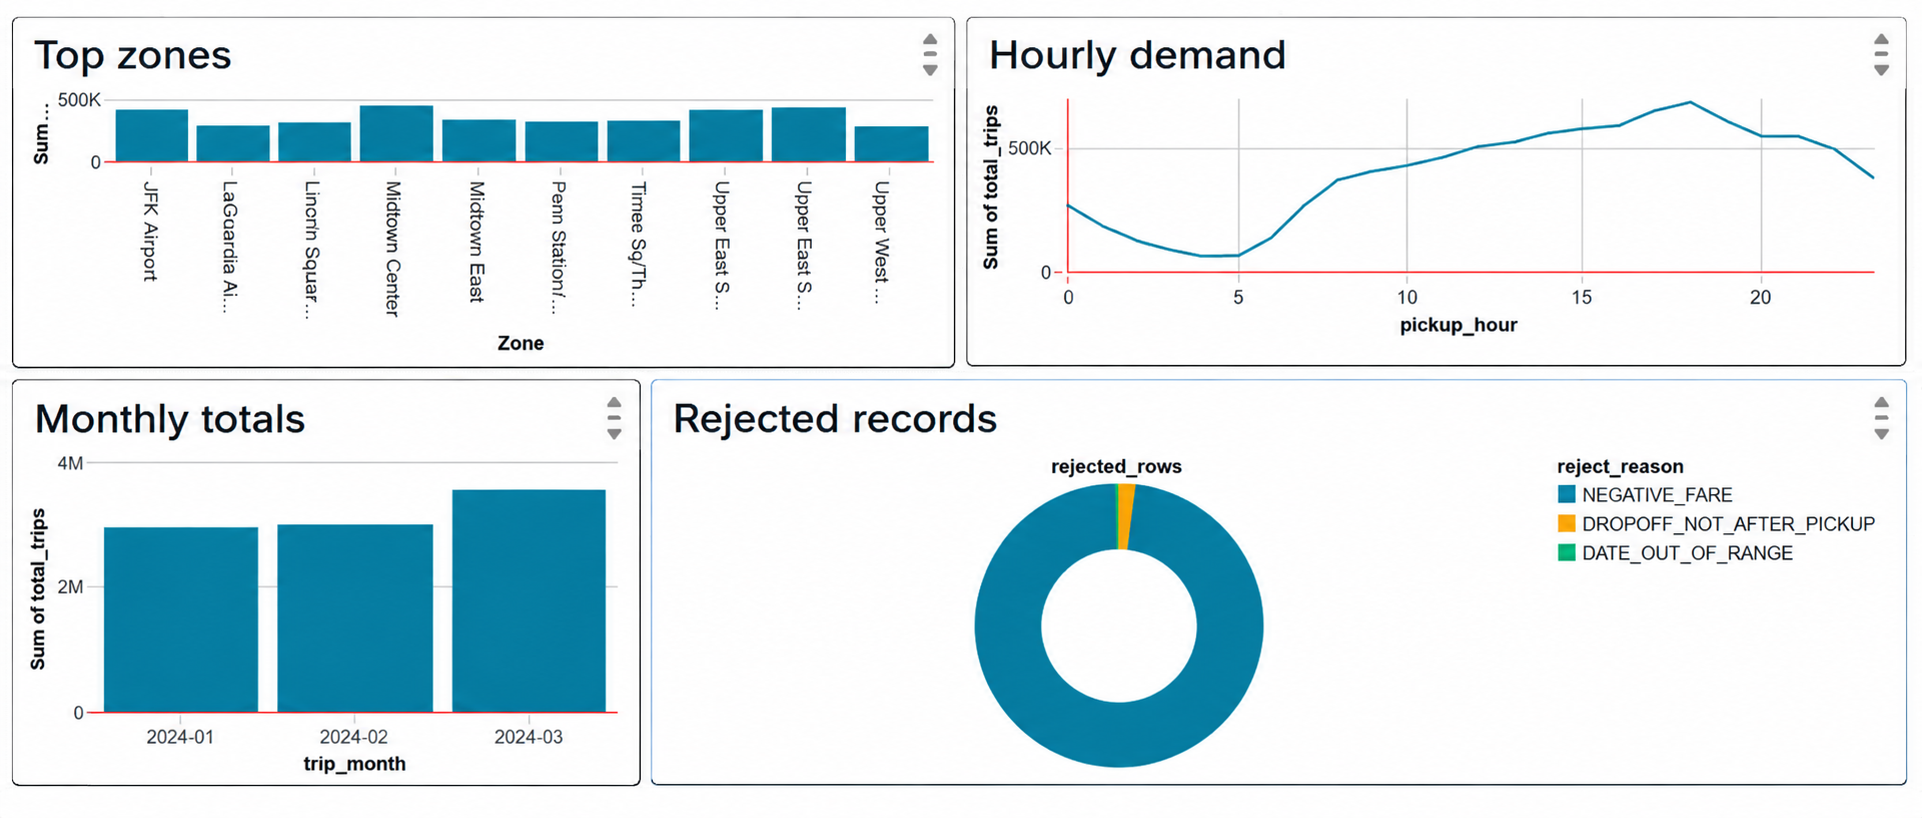 Top zones
Sum ...
500K
0
JFK Airport
LaGuardia Ai...
Squar...
Midtown Center
Midtown East
Penn Station/...
Sq/Th...
Upper East S...
Upper East S...
Upper West ...
Zone
Hourly demand
Sum of total_trips
500K
0
0 5 10 15 20
pickup_hour
Monthly totals
Sum of total_trips
4M
2M
0
2024-01 2024-02 2024-03
trip_month
Rejected records
rejected_rows
reject_reason
NEGATIVE_FARE
DROPOFF_NOT_AFTER_PICKUP
DATE_OUT_OF_RANGE